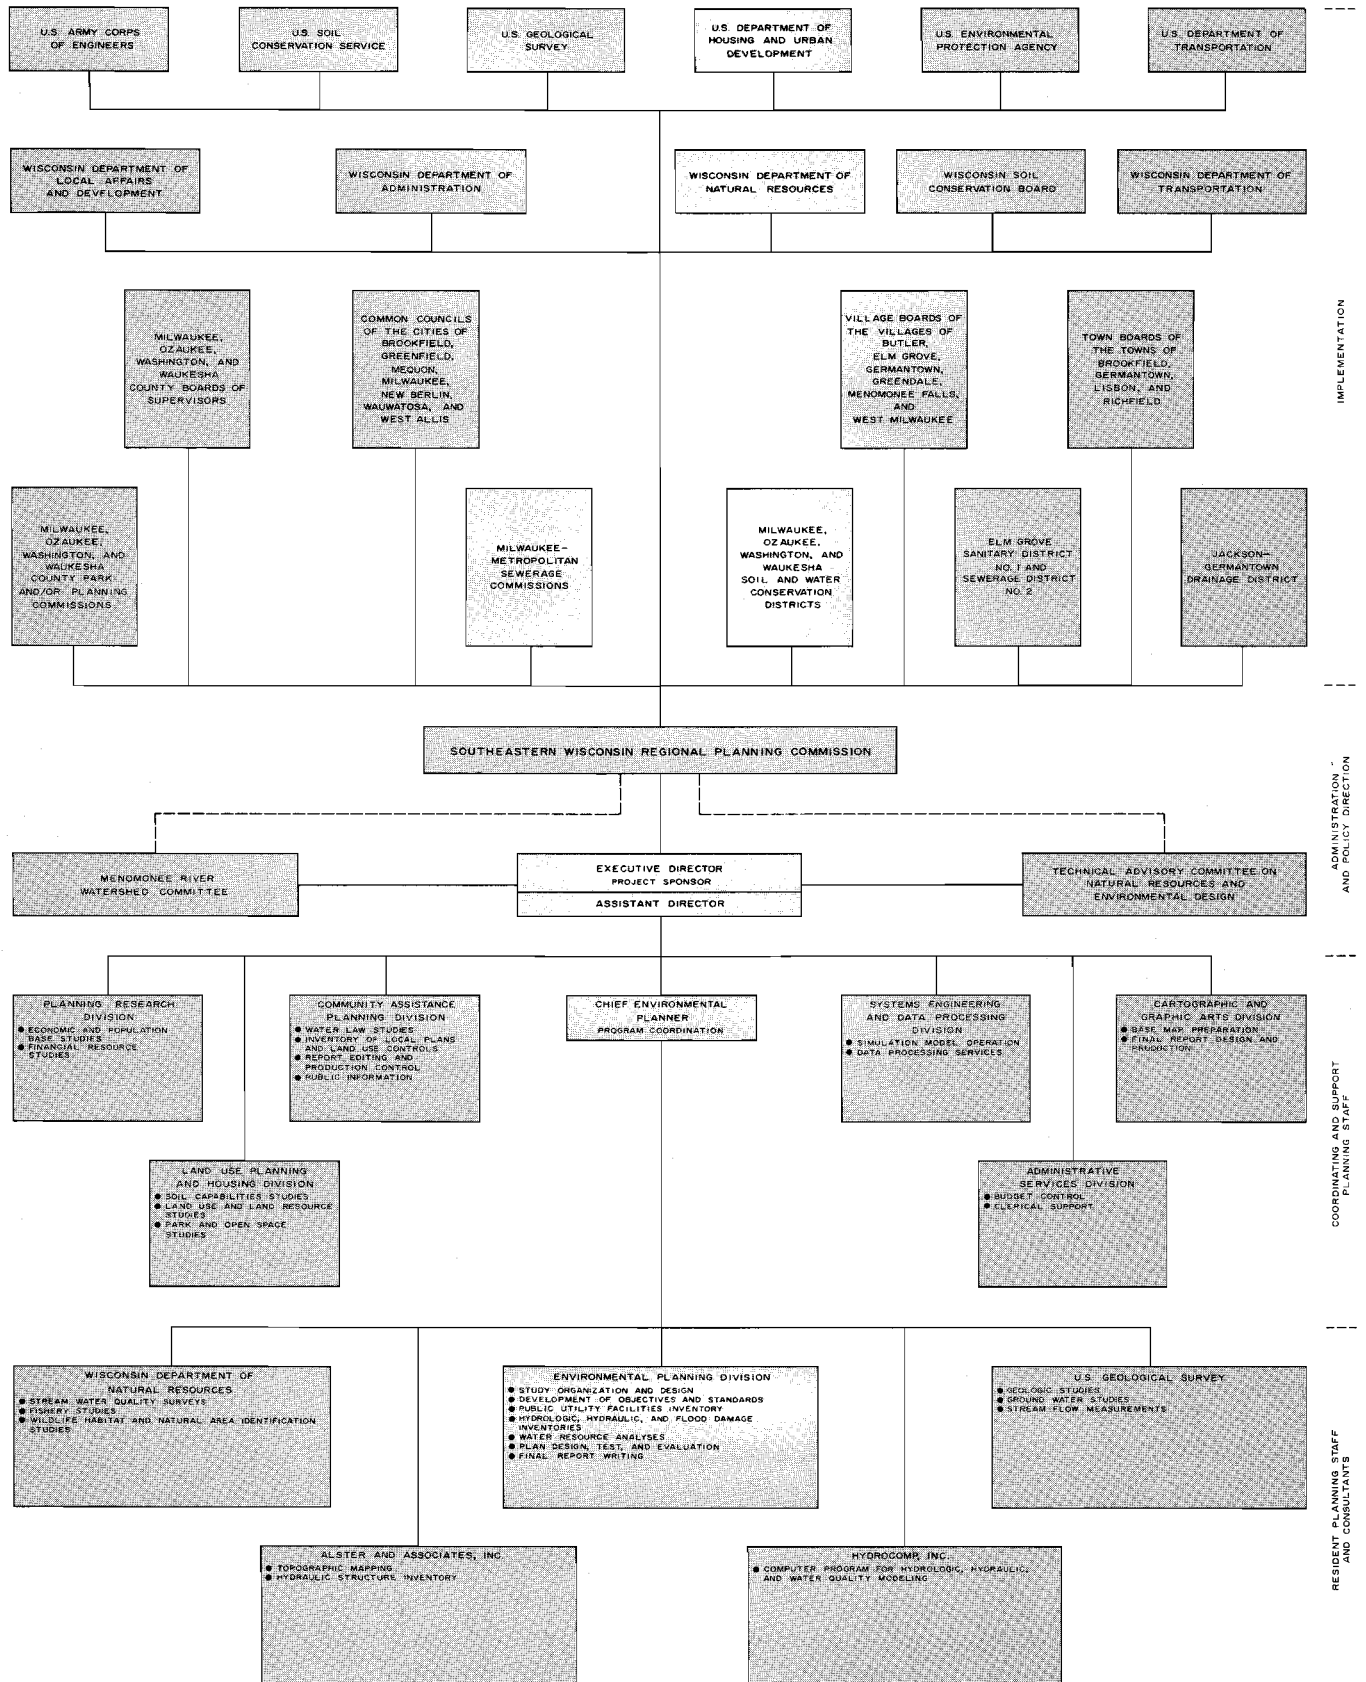 U.S. ARMY CORPS
OF ENGINEERS
U.S. SOIL
CONSERVATION SERVICE
U.S. GEOLOGICAL
SURVEY
U.S. DEPARTMENT OF
HOUSING AND URBAN
DEVELOPMENT
U.S. ENVIRONMENTAL
PROTECTION AGENCY
U.S. DEPARTMENT OF
TRANSPORTATION
WISCONSIN DEPARTMENT OF
LOCAL AFFAIRS
AND DEVELOPMENT
WISCONSIN DEPARTMENT OF
ADMINISTRATION
WISCONSIN DEPARTMENT OF
NATURAL RESOURCES
WISCONSIN SOIL
CONSERVATION BOARD
WISCONSIN DEPARTMENT OF
TRANSPORTATION
MILWAUKEE,
OZAUKEE,
WASHINGTON, AND
WAUKESHA
COUNTY BOARDS OF
SUPERVISORS
COMMON COUNCILS
OF THE CITIES OF
BROOKFIELD,
GREENFIELD,
MEQUON,
MILWAUKEE,
NEW BERLIN,
WAUWATOSA, AND
WEST ALLIS
VILLAGE BOARDS OF
THE VILLAGES OF
BUTLER,
ELM GROVE,
GERMANTOWN,
GREENDALE,
MENOMONEE FALLS,
AND
WEST MILWAUKEE
TOWN BOARDS OF
THE TOWNS OF
BROOKFIELD,
GERMANTOWN,
LISBON, AND
RICHFIELD
IMPLEMENTATION
MILWAUKEE,
OZAUKEE,
WASHINGTON, AND
WAUKESHA
COUNTY PARK
AND/OR PLANNING
COMMISSIONS
MILWAUKEE-
METROPOLITAN
SEWERAGE
COMMISSIONS
MILWAUKEE,
OZAUKEE,
WASHINGTON, AND
WAUKESHA
SOIL AND WATER
CONSERVATION
DISTRICTS
ELM GROVE
SANITARY DISTRICT
NO. 1 AND
SEWERAGE DISTRICT
NO. 2
JACKSON-
GERMANTOWN
DRAINAGE DISTRICT
SOUTHEASTERN WISCONSIN REGIONAL PLANNING COMMISSION
ADMINISTRATION
AND POLICY DIRECTION
MENOMONEE RIVER
WATERSHED COMMITTEE
EXECUTIVE DIRECTOR
PROJECT SPONSOR
ASSISTANT DIRECTOR
TECHNICAL ADVISORY COMMITTEE ON
NATURAL RESOURCES AND
ENVIRONMENTAL DESIGN
PLANNING RESEARCH
DIVISION
● ECONOMIC AND POPULATION
BASE STUDIES
● FINANCIAL RESOURCE
STUDIES
COMMUNITY ASSISTANCE
PLANNING DIVISION
● WATER LAW STUDIES
● INVENTORY OF LOCAL PLANS
AND LAND USE CONTROLS
● REPORT EDITING AND
PRODUCTION CONTROL
● PUBLIC INFORMATION
CHIEF ENVIRONMENTAL
PLANNER
PROGRAM COORDINATION
SYSTEMS ENGINEERING
AND DATA PROCESSING
DIVISION
● SIMULATION MODEL OPERATION
● DATA PROCESSING SERVICES
CARTOGRAPHIC AND
GRAPHIC ARTS DIVISION
● BASE MAP PREPARATION
● FINAL REPORT DESIGN AND
PRODUCTION
COORDINATING AND SUPPORT
PLANNING STAFF
LAND USE PLANNING
AND HOUSING DIVISION
● SOIL CAPABILITIES STUDIES
● LAND USE AND LAND RESOURCE
STUDIES
● PARK AND OPEN SPACE
STUDIES
ADMINISTRATIVE
SERVICES DIVISION
● BUDGET CONTROL
● CLERICAL SUPPORT
WISCONSIN DEPARTMENT OF
NATURAL RESOURCES
● STREAM WATER QUALITY SURVEYS
● FISHERY STUDIES
● WILDLIFE HABITAT AND NATURAL AREA IDENTIFICATION
STUDIES
ENVIRONMENTAL PLANNING DIVISION
● STUDY ORGANIZATION AND DESIGN
● DEVELOPMENT OF OBJECTIVES AND STANDARDS
● PUBLIC UTILITY FACILITIES INVENTORY
● HYDROLOGIC, HYDRAULIC, AND FLOOD DAMAGE
INVENTORIES
● WATER RESOURCE ANALYSES
● PLAN DESIGN, TEST, AND EVALUATION
● FINAL REPORT WRITING
U.S. GEOLOGICAL SURVEY
● GEOLOGIC STUDIES
● GROUND WATER STUDIES
● STREAM FLOW MEASUREMENTS
RESIDENT PLANNING STAFF
AND CONSULTANTS
ALSTER AND ASSOCIATES, INC.
● TOPOGRAPHIC MAPPING
● HYDRAULIC STRUCTURE INVENTORY
HYDROCOMP, INC.
● COMPUTER PROGRAM FOR HYDROLOGIC, HYDRAULIC,
AND WATER QUALITY MODELING